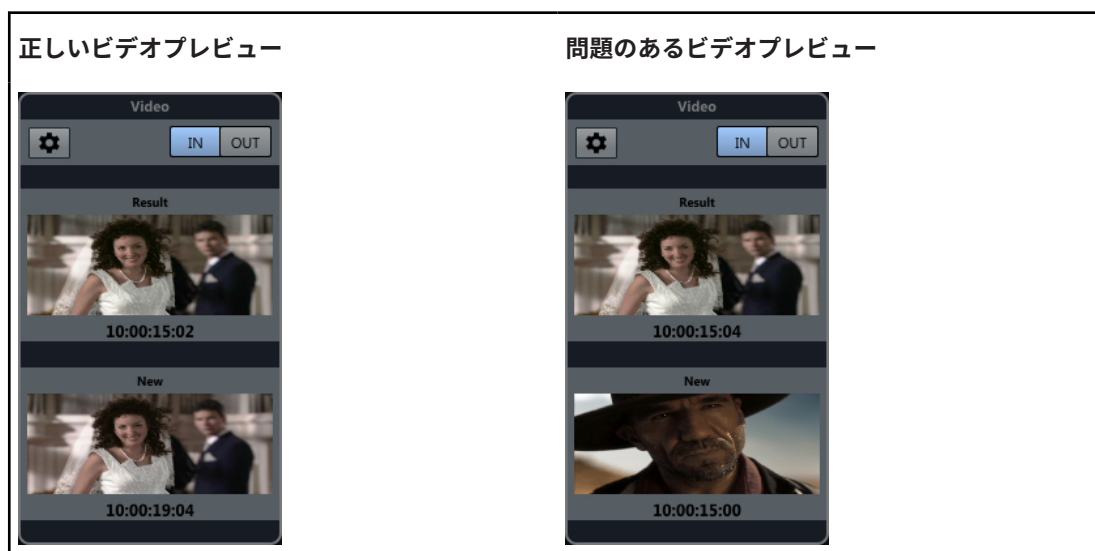 正しいビデオプレビュー
Video
IN OUT
Result
10:00:15:02
New
10:00:19:04
問題のあるビデオプレビュー
Video
IN OUT
Result
10:00:15:04
New
10:00:15:00